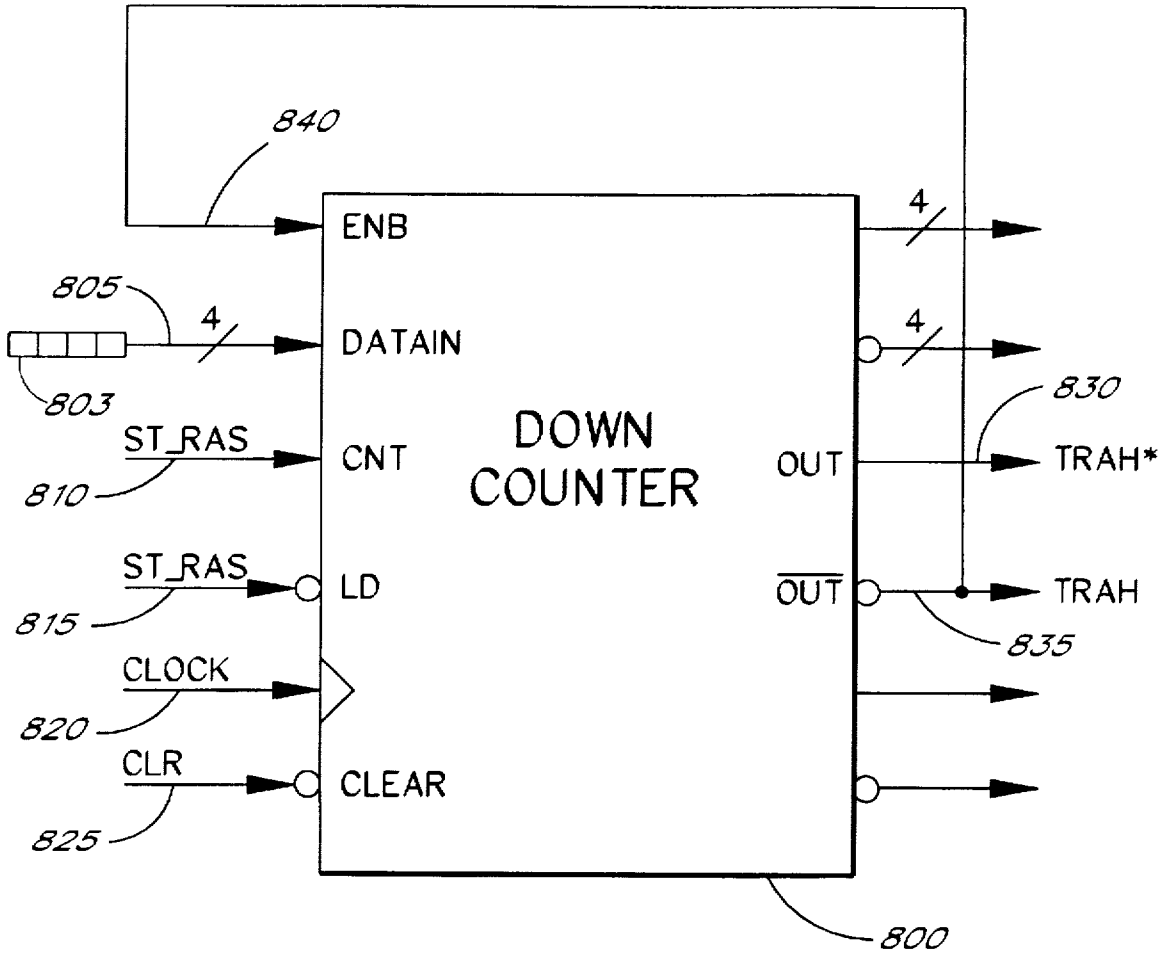 840
4
ENB
805
4
DATAIN
803
830
ST_RAS
DOWN
COUNTER
CNT
OUT
TRAH*
810
ST_RAS
LD
OUT
TRAH
815
835
CLOCK
820
CLR
CLEAR
4
825
800